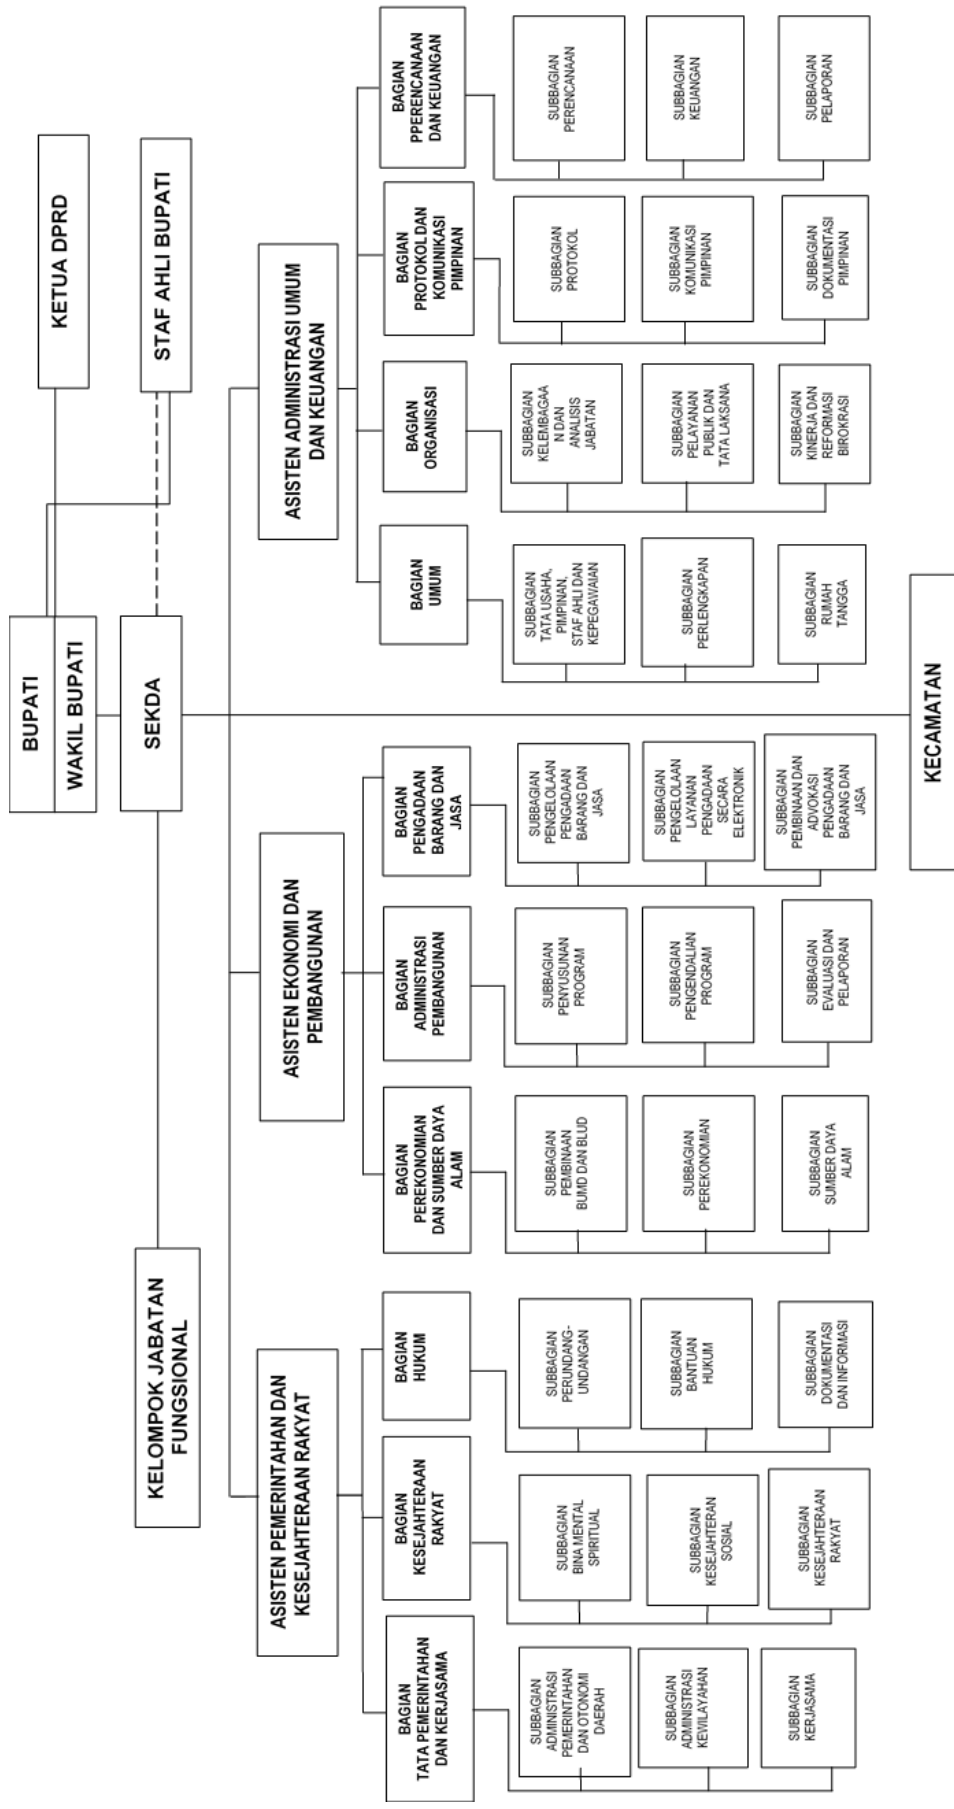 BUPATI
WAKIL BUPATI
KETUA DPRD
STAF AHLI BUPATI
SEKDA
KELOMPOK JABATAN
FUNGSIONAL
ASISTEN PEMERINTAHAN DAN
KESEJAHTERAAN RAKYAT
ASISTEN EKONOMI DAN
PEMBANGUNAN
ASISTEN ADMINISTRASI UMUM
DAN KEUANGAN
BAGIAN
TATA PEMERINTAHAN
DAN KERJASAMA
BAGIAN
KESEJAHTERAAN
RAKYAT
BAGIAN
HUKUM
BAGIAN
PEREKONOMIAN
DAN SUMBER DAYA
ALAM
BAGIAN
ADMINISTRASI
PEMBANGUNAN
BAGIAN
PENGADAAN
BARANG DAN
JASA
BAGIAN
UMUM
BAGIAN
ORGANISASI
BAGIAN
PROTOKOL DAN
KOMUNIKASI
PIMPINAN
BAGIAN
PPERENCANAAN
DAN KEUANGAN
SUBBAGIAN
ADMINISTRASI
PEMERINTAHAN
DAN OTONOMI
DAERAH
SUBBAGIAN
BINA MENTAL
SPIRITUAL
SUBBAGIAN
PERUNDANG-
UNDANGAN
SUBBAGIAN
PEMBINAAN
BUMD DAN BLUD
SUBBAGIAN
PENYUSUNAN
PROGRAM
SUBBAGIAN
PENGELOLAAN
PENGADAAN
BARANG DAN
JASA
SUBBAGIAN
TATA USAHA,
PIMPINAN,
STAF AHLI DAN
KEPEGAWAIAN
SUBBAGIAN
KELEMBAGAA
N DAN
ANALISIS
JABATAN
SUBBAGIAN
PROTOKOL
SUBBAGIAN
PERENCANAAN
SUBBAGIAN
ADMINISTRASI
KEWILAYAHAN
SUBBAGIAN
KESEJAHTERAN
SOSIAL
SUBBAGIAN
BANTUAN
HUKUM
SUBBAGIAN
PEREKONOMIAN
SUBBAGIAN
PENGENDALIAN
PROGRAM
SUBBAGIAN
PENGELOLAAN
LAYANAN
PENGADAAN
SECARA
ELEKTRONIK
SUBBAGIAN
PERLENGKAPAN
SUBBAGIAN
PELAYANAN
PUBLIK DAN
TATA LAKSANA
SUBBAGIAN
KOMUNIKASI
PIMPINAN
SUBBAGIAN
KEUANGAN
SUBBAGIAN
KERJASAMA
SUBBAGIAN
KESEJAHTERAAN
RAKYAT
SUBBAGIAN
DOKUMENTASI
DAN INFORMASI
SUBBAGIAN
SUMBER DAYA
ALAM
SUBBAGIAN
EVALUASI DAN
PELAPORAN
SUBBAGIAN
PEMBINAAN DAN
ADVOKASI
PENGADAAN
BARANG DAN
JASA
SUBBAGIAN
RUMAH
TANGGA
SUBBAGIAN
KINERJA DAN
REFORMASI
BIROKRASI
SUBBAGIAN
DOKUMENTASI
PIMPINAN
SUBBAGIAN
PELAPORAN
KECAMATAN